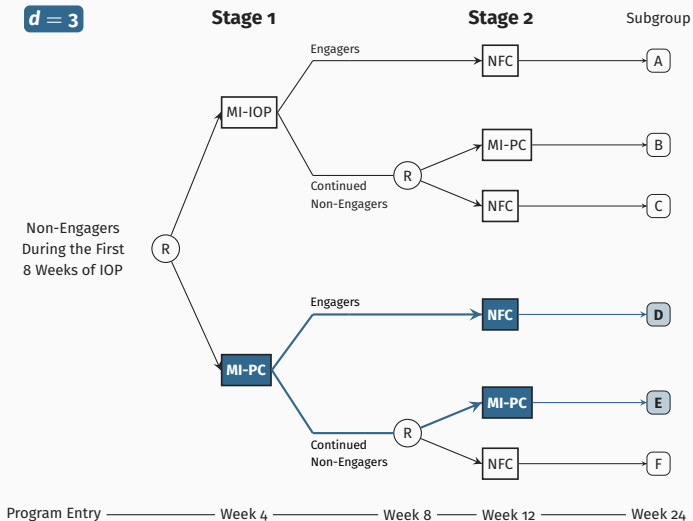 d = 3
Stage 1
Stage 2
Subgroup
Engagers
NFC
A
MI-IOP
MI-PC
B
R
Continued
Non-Engagers
NFC
C
Non-Engagers
During the First
8 Weeks of IOP
R
Engagers
NFC
D
MI-PC
MI-PC
E
R
Continued
Non-Engagers
NFC
F
Program Entry
Week 4
Week 8
Week 12
Week 24